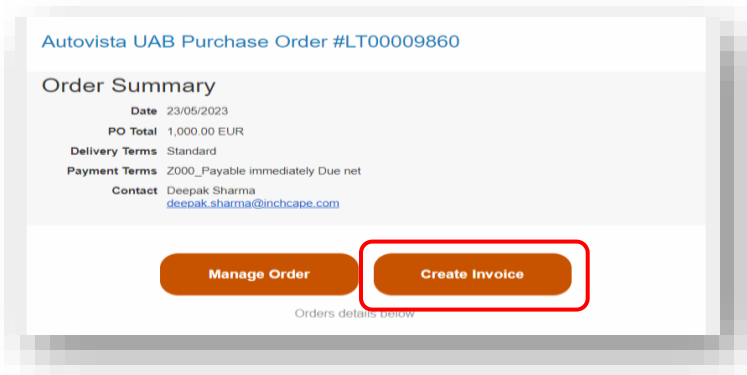 Autovista UAB Purchase Order #LT00009860
Order Summary
Date 23/05/2023
PO Total 1,000.00 EUR
Delivery Terms Standard
Payment Terms Z000_Payable immediately Due net
Contact Deepak Sharma
deepak.sharma@inchcape.com
Manage Order Create Invoice
Orders details below